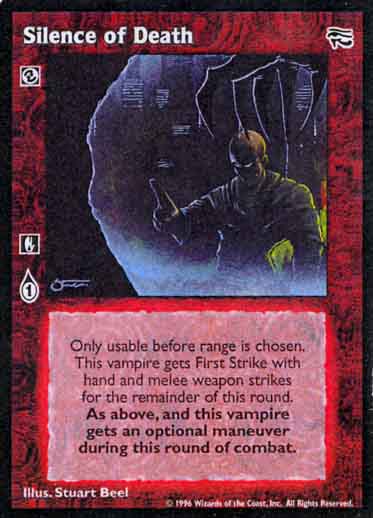 Silence of Death
1
Only usable before range is chosen.
This vampire gets First Strike with
hand and melee weapon strikes
for the remainder of this round.
As above, and this vampire
gets an optional maneuver
during this round of combat.
Illus. Stuart Beel
© 1996 Wizards of the Coast, Inc. All Rights Reserved.